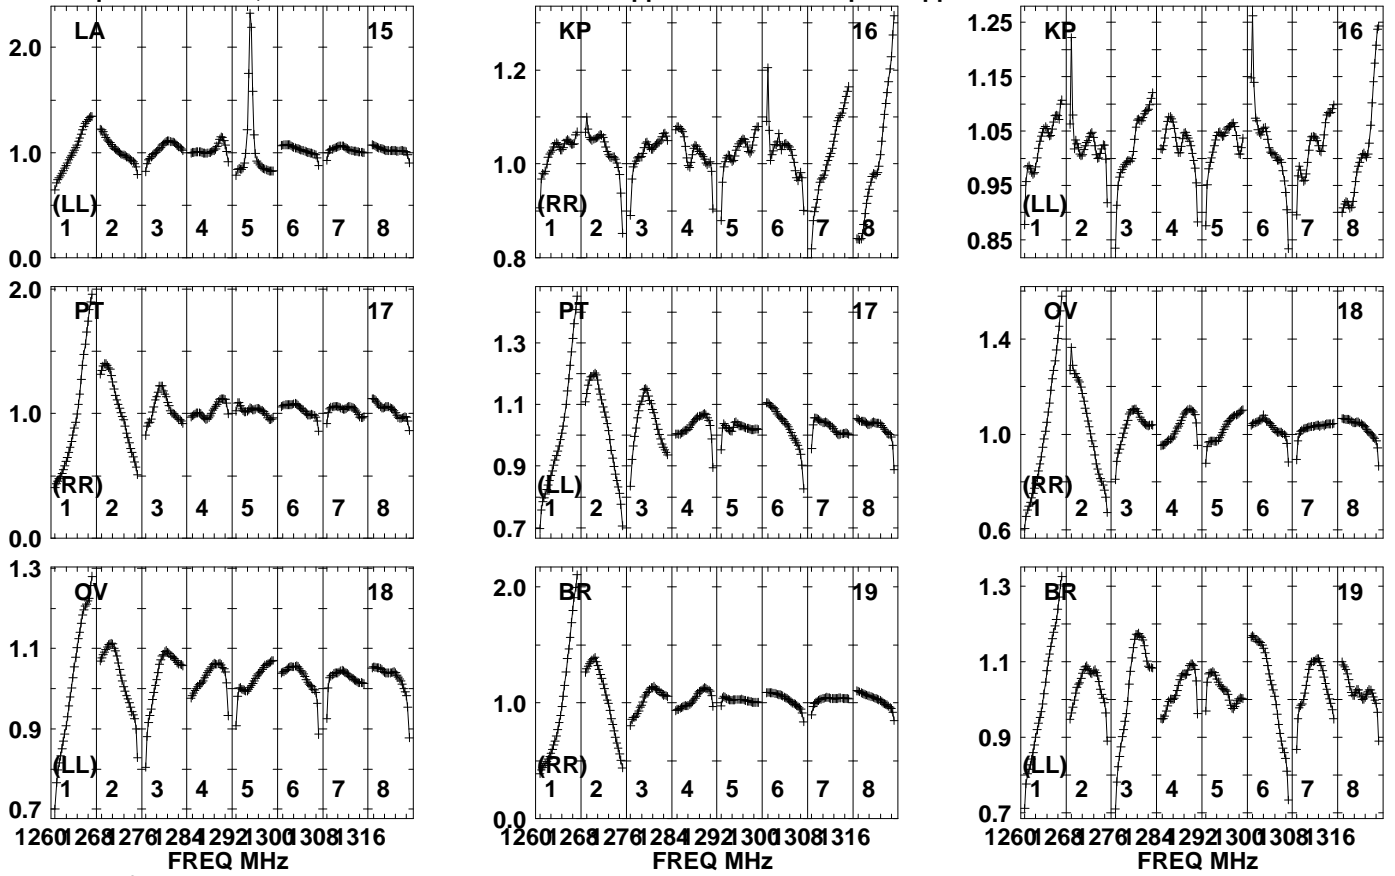 LA 15
2.0
1.0
0.0
(LL)
1 2 3 4 5 6 7 8
KP 16
1.2
1.0
0.8
(RR)
1 2 3 4 5 6 7 8
KP 16
1.25
1.15
1.05
0.95
0.85
(LL)
1 2 3 4 5 6 7 8
PT 17
2.0
1.0
0.0
(RR)
1 2 3 4 5 6 7 8
PT 17
1.3
1.1
0.9
0.7
(LL)
1 2 3 4 5 6 7 8
OV 18
1.4
1.0
0.6
(RR)
1 2 3 4 5 6 7 8
OV 18
1.3
1.1
0.9
0.7
(LL)
1 2 3 4 5 6 7 8
1260 1268 1276 1284 1292 1300 1308 1316
FREQ MHz
BR 19
2.0
1.0
0.0
(RR)
1 2 3 4 5 6 7 8
1260 1268 1276 1284 1292 1300 1308 1316
FREQ MHz
BR 19
1.3
1.1
0.9
0.7
(LL)
1 2 3 4 5 6 7 8
1260 1268 1276 1284 1292 1300 1308 1316
FREQ MHz